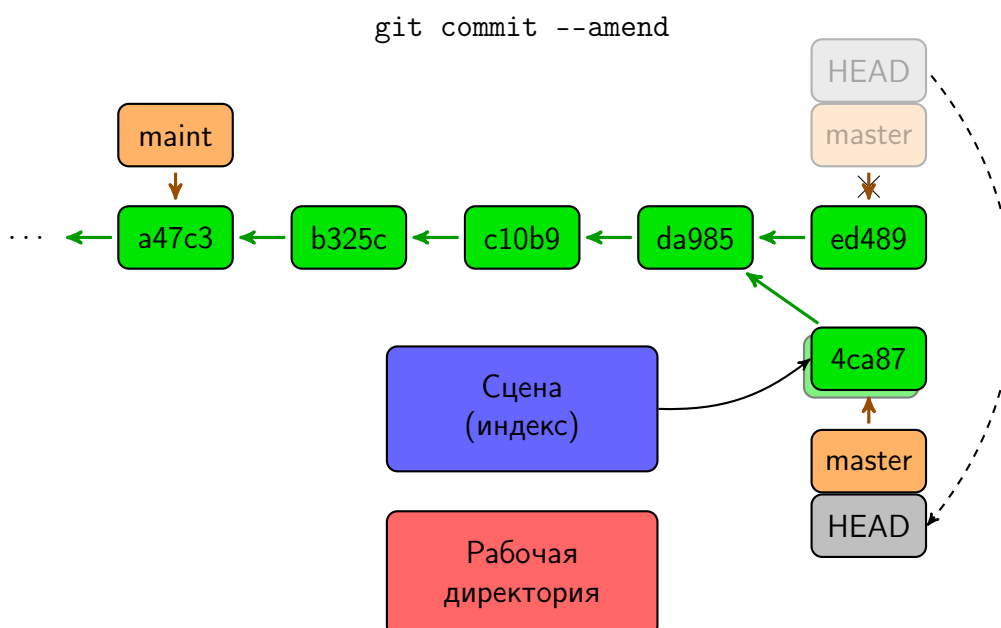 git commit --amend
HEAD
maint
master
...
a47c3
b325c
c10b9
da985
ed489
4ca87
Сцена
(индекс)
master
HEAD
Рабочая
директория